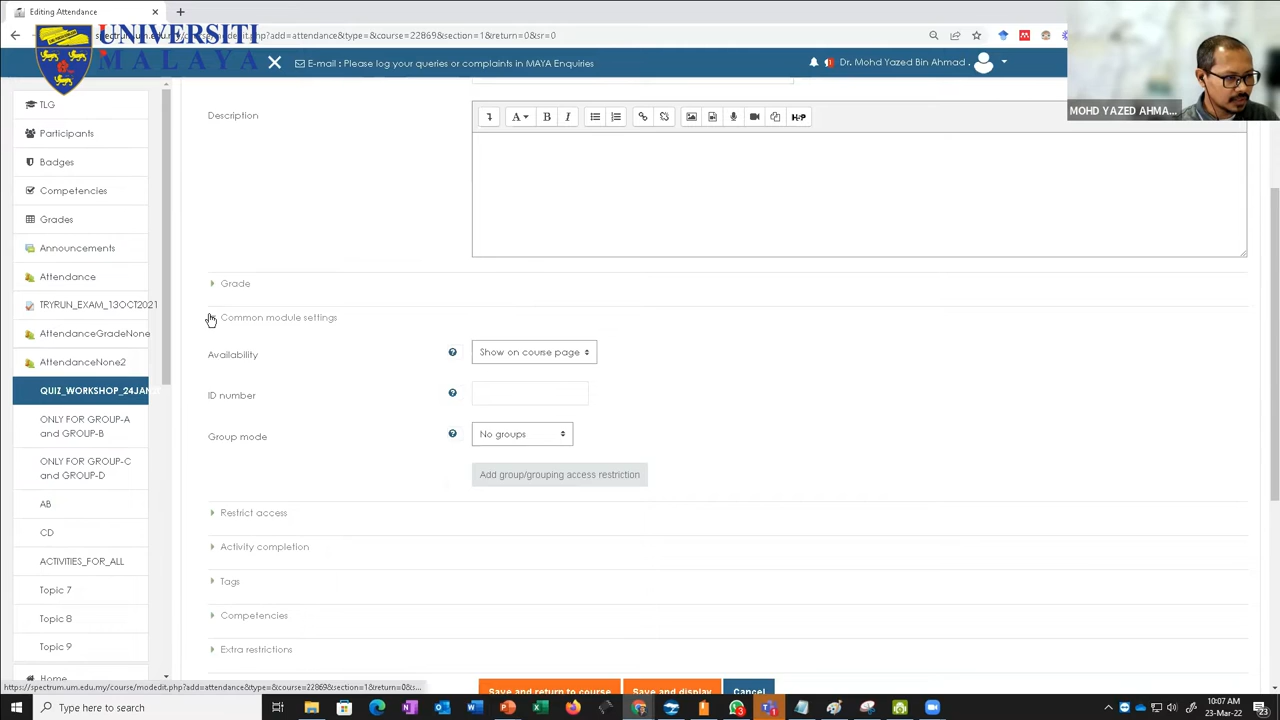 Editing Attendance
spectrum.um.edu.my/course/modedit.php?add=attendance&type=&course=22869&section=1&return=0&sr=0
UNIVERSITI
MALAYA
E-mail : Please log your queries or complaints in MAYA Enquiries
Dr. Mohd Yazed Bin Ahmad .
MOHD YAZED AHMA...
TLG
Participants
Badges
Competencies
Grades
Announcements
Attendance
TRYRUN_EXAM_13OCT2021
AttendanceGradeNone
AttendanceNone2
QUIZ_WORKSHOP_24JAN
ONLY FOR GROUP-A
and GROUP-B
ONLY FOR GROUP-C
and GROUP-D
AB
CD
ACTIVITIES_FOR_ALL
Topic 7
Topic 8
Topic 9
Home
Description
A
B
I
H-P
Grade
Common module settings
Availability
Show on course page
ID number
Group mode
No groups
Add group/grouping access restriction
Restrict access
Activity completion
Tags
Competencies
Extra restrictions
Save and return to course
Save and display
Cancel
https://spectrum.um.edu.my/course/modedit.php?add=attendance&type=&course=22869&section=1&return=0&s...
Type here to search
10:07 AM
23-Mar-22